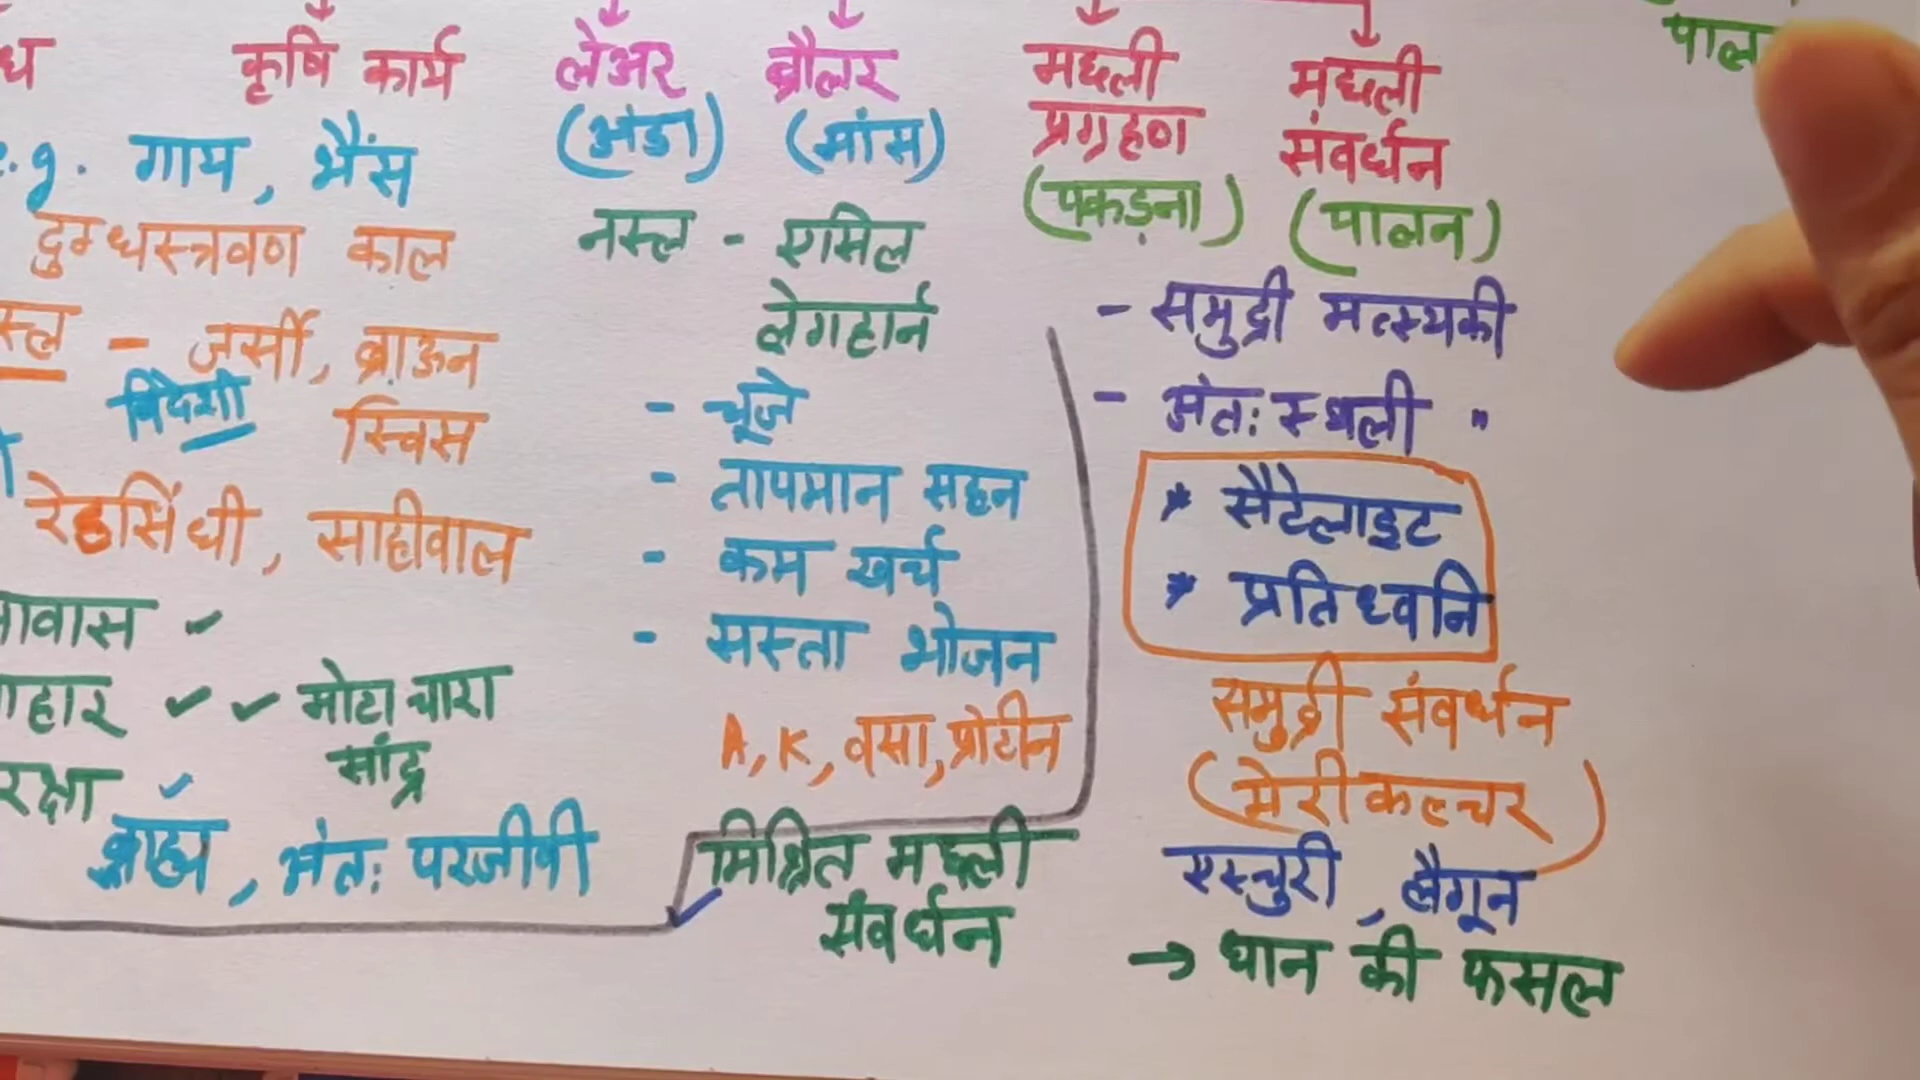 कृषि कार्य
e.g. गाय, भैंस
दुग्धस्त्रवण काल
- जर्सी, ब्राऊन
विदेशी स्विस
रेडसिंधी, साहीवाल
आवास ✓
आहार ✓ ✓ मोटा चारा
सांद्र
रक्षा
बाह्य, अंतः परजीवी
लेअर ब्रौलर
(अंडा) (मांस)
नस्ल - एसिल
लेगहार्न
- चूजे
- तापमान सहन
- कम खर्च
- सस्ता भोजन
A, K, वसा, प्रोटीन
मिश्रित मछली
संवर्धन
मछली
प्रग्रहण
(पकड़ना)
मछली
संवर्धन
(पालन)
- समुद्री मत्स्यकी
- अंतः स्थली "
* सैटेलाइट
* प्रतिध्वनि
समुद्री संवर्धन
(मेरीकल्चर)
एस्चुरी, लैगून
→ धान की फसल